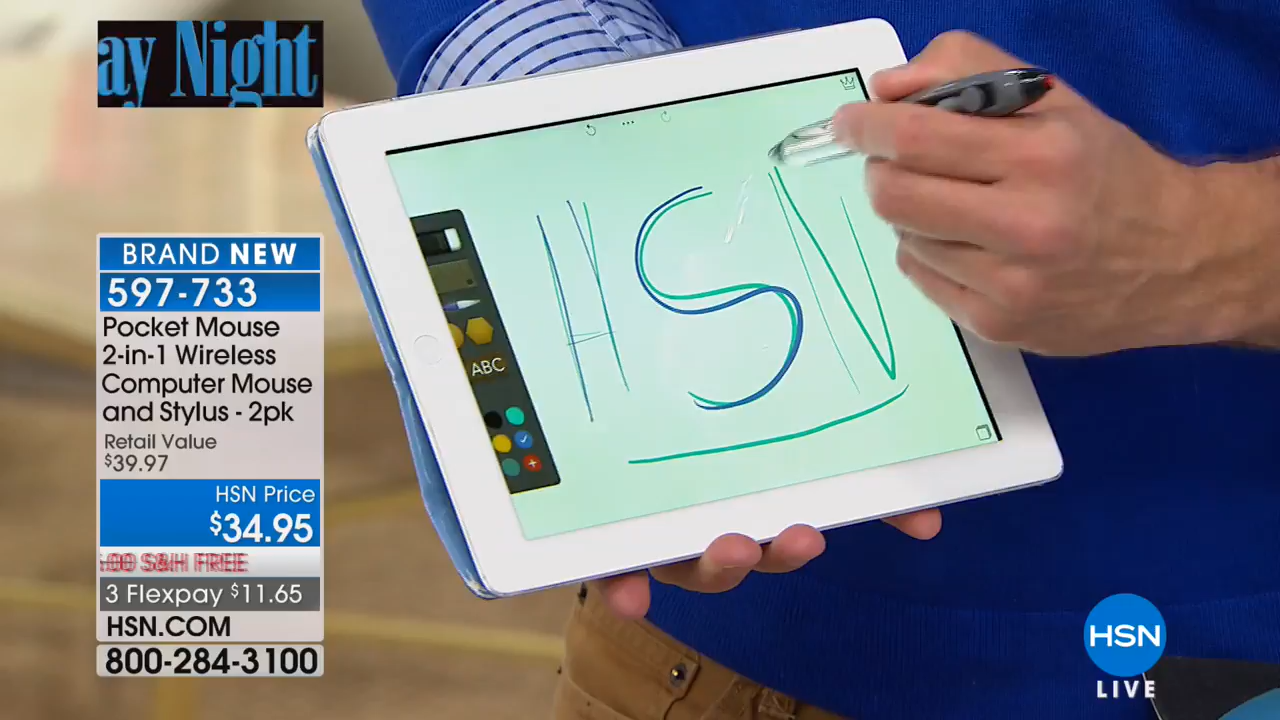 ay Night
BRAND NEW
597-733
Pocket Mouse
2-in-1 Wireless
Computer Mouse
and Stylus - 2pk
Retail Value
$39.97
HSN Price
$34.95
.00 S&H FREE
3 Flexpay $11.65
HSN.COM
800-284-3100
HSN
ABC
HSN
LIVE